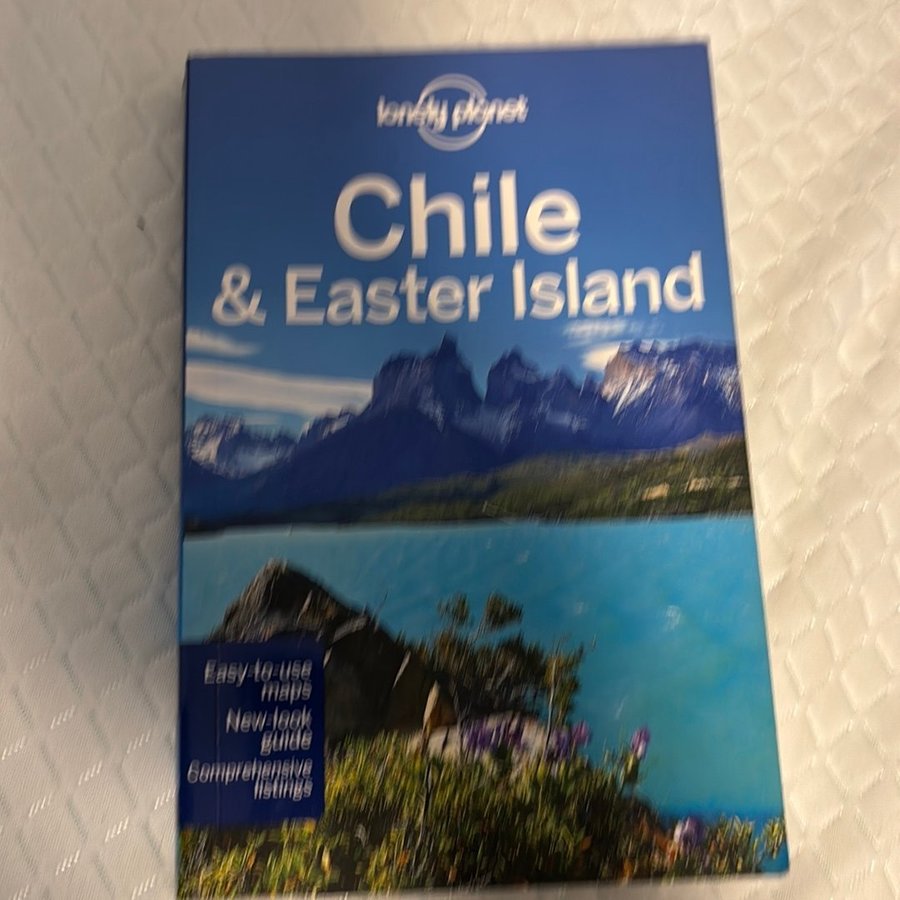 lonely planet
Chile
& Easter Island
Easy-to-use
maps
New-look
guide
Comprehensive
listings